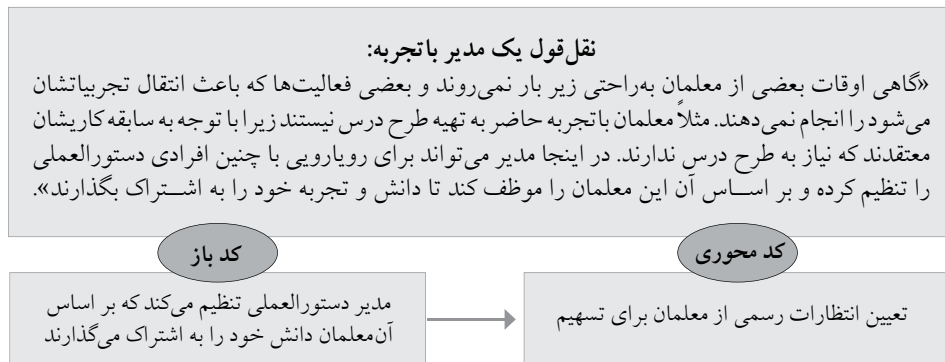 نقل‌قول یک مدیر باتجربه:
«گاهی اوقات بعضی از معلمان به‌راحتی زیر بار نمی‌روند و بعضی فعالیت‌ها که باعث انتقال تجربیاتشان
می‌شود را انجام نمی‌دهند. مثلاً معلمان باتجربه حاضر به تهیه طرح درس نیستند زیرا با توجه به سابقه کاریشان
معتقدند که نیاز به طرح درس ندارند. در اینجا مدیر می‌تواند برای رویارویی با چنین افرادی دستورالعملی
را تنظیم کرده و بر اساس آن این معلمان را موظف کند تا دانش و تجربه خود را به اشتراک بگذارند».
کد محوری
کد باز
تعیین انتظارات رسمی از معلمان برای تسهیم
مدیر دستورالعملی تنظیم می‌کند که بر اساس
آن‌معلمان دانش خود را به اشتراک می‌گذارند